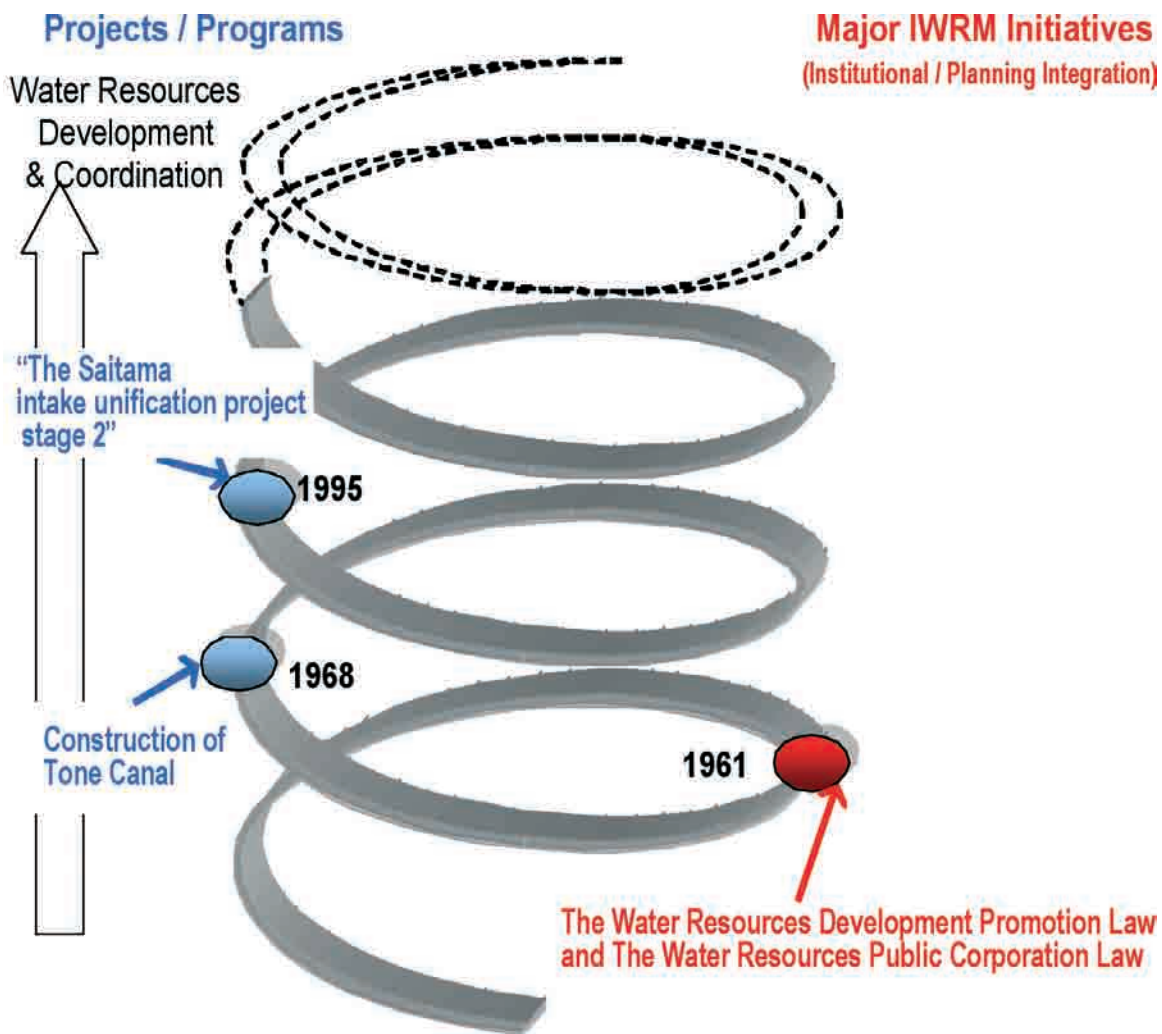 Projects / Programs
Major IWRM Initiatives
(Institutional / Planning Integration)
Water Resources
Development
& Coordination
“The Saitama
intake unification project
stage 2”
1995
1968
Construction of
Tone Canal
1961
The Water Resources Development Promotion Law
and The Water Resources Public Corporation Law